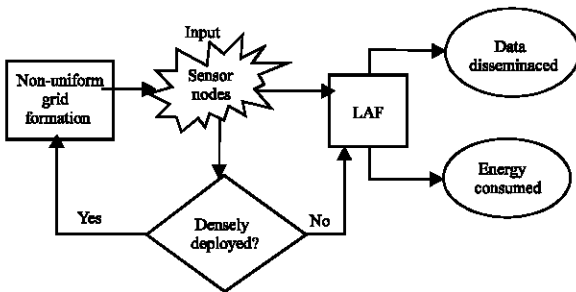 Input
Sensor
nodes
Non-uniform
grid
formation
LAF
Data
disseminaced
Energy
consumed
Densely
deployed?
Yes
No